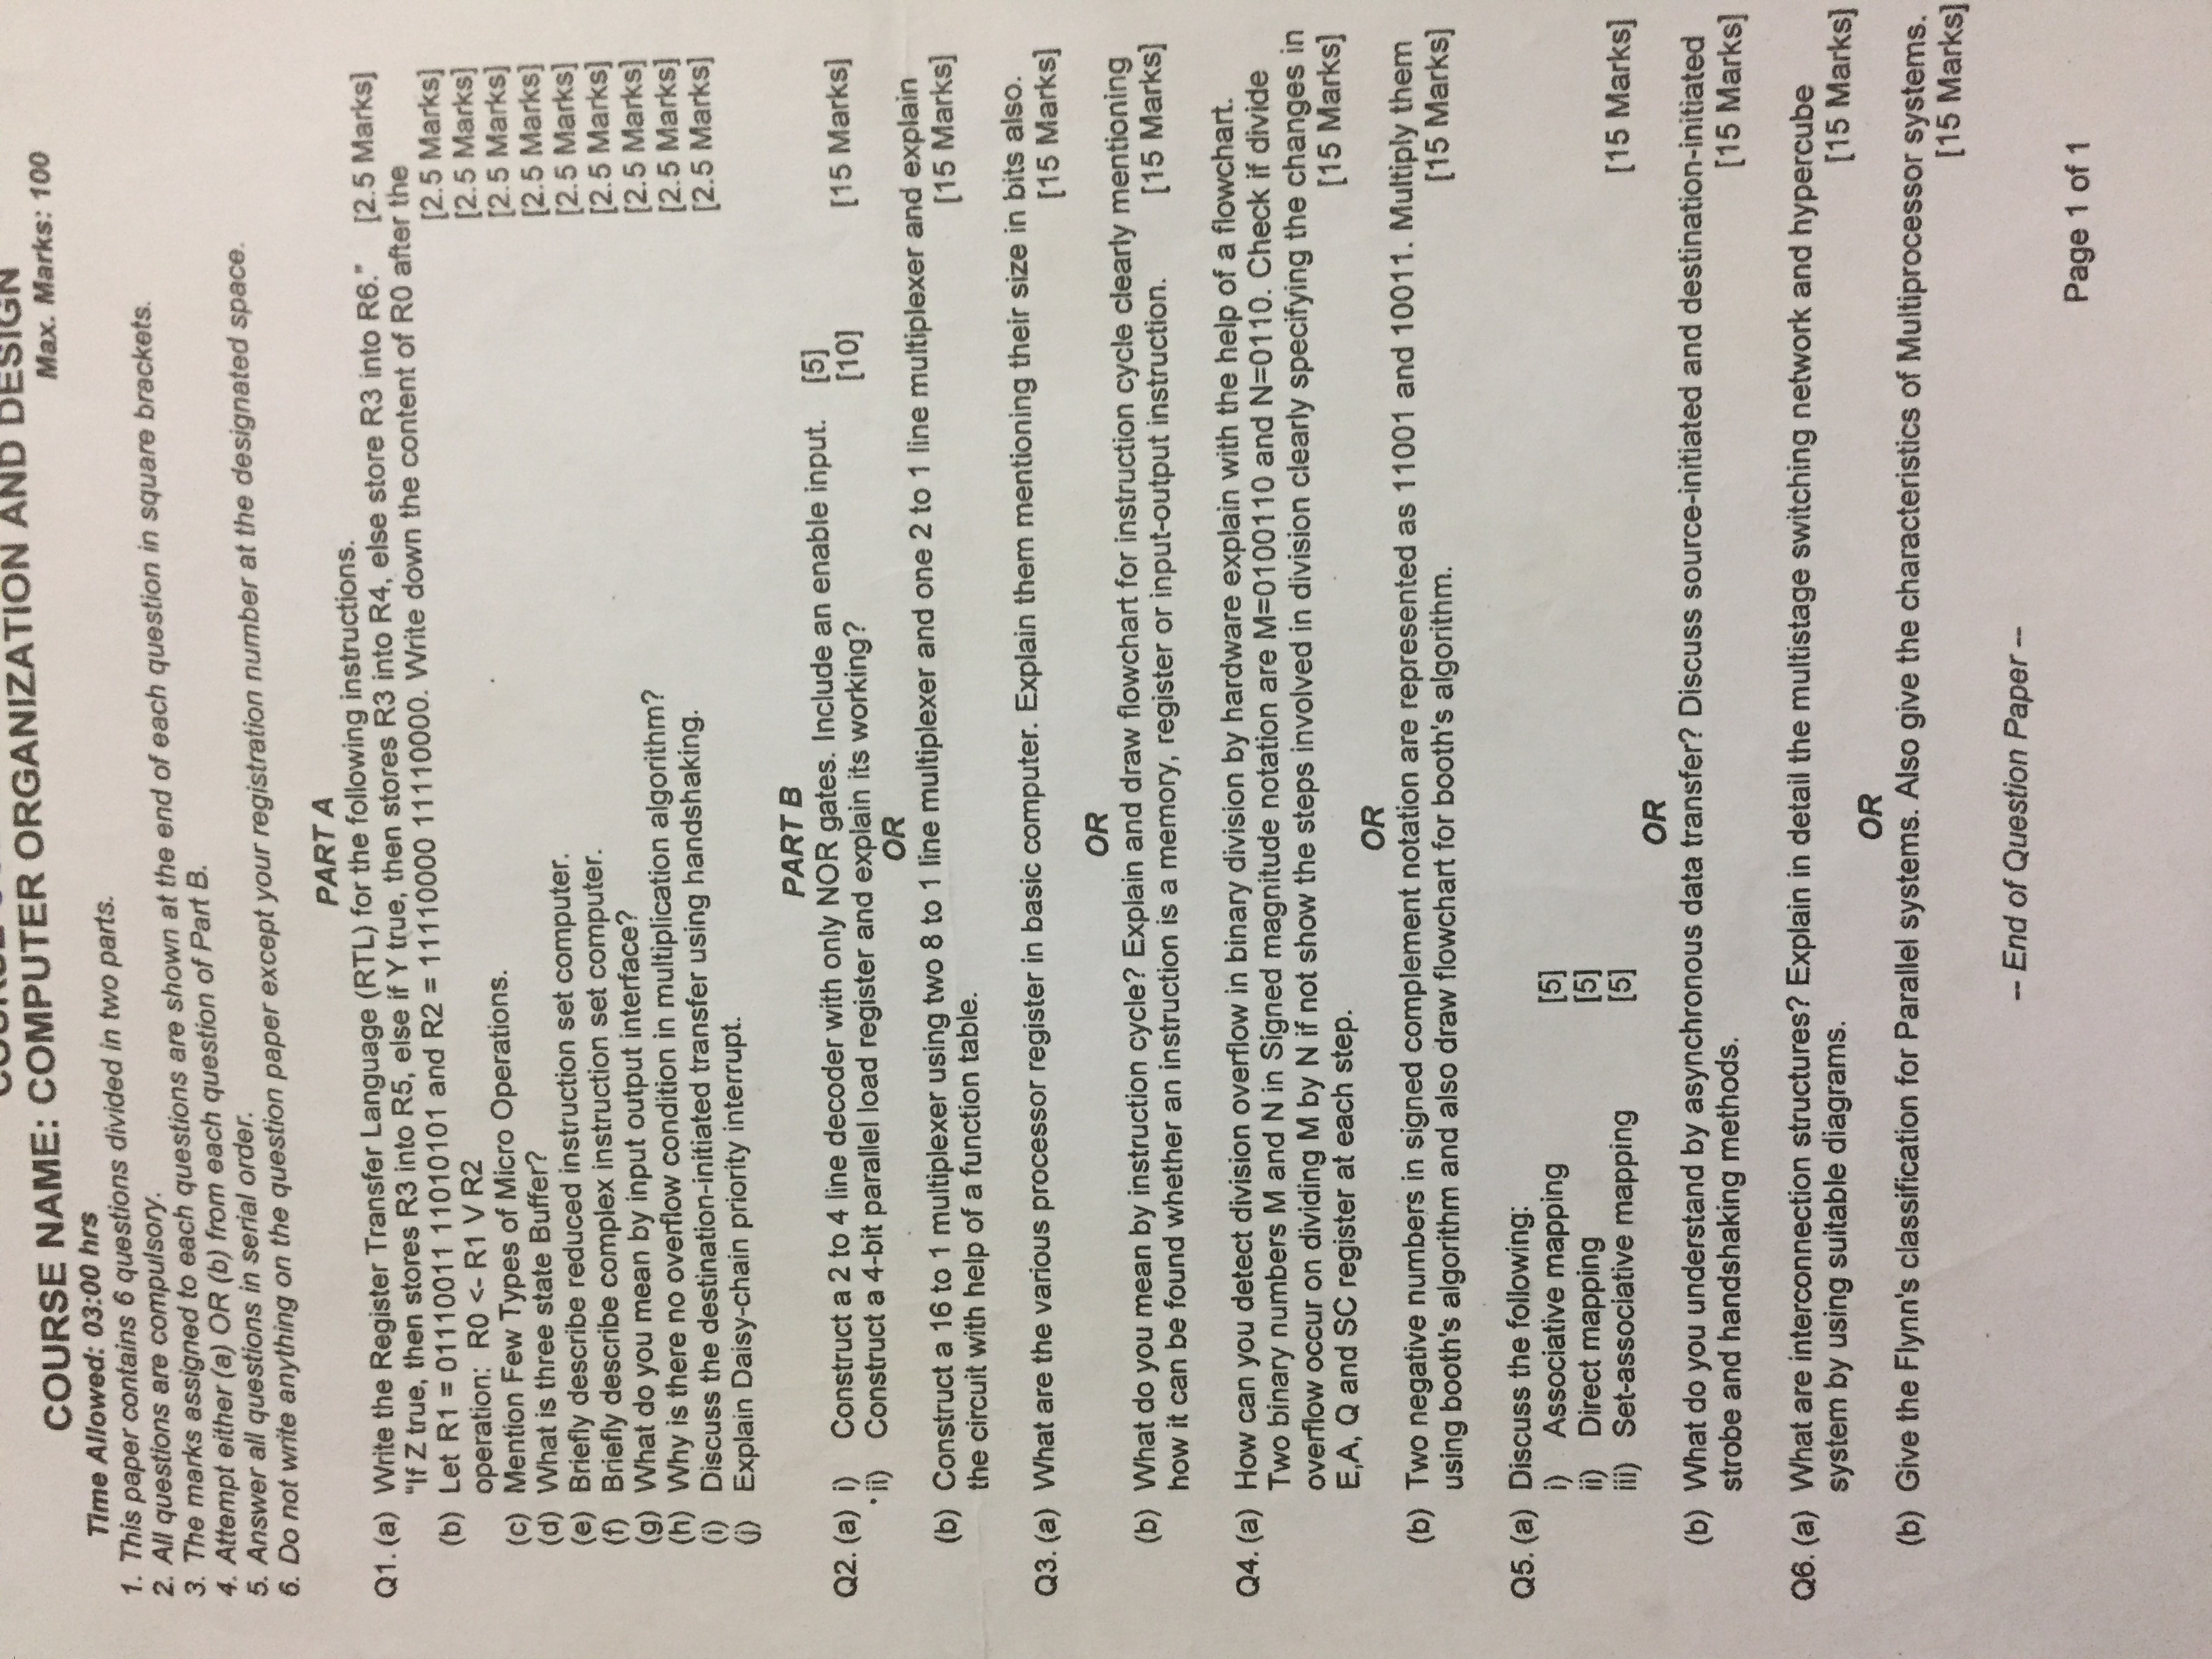 COURSE NAME: COMPUTER ORGANIZATION AND DESIGN
Max. Marks: 100
Time Allowed: 03:00 hrs
1. This paper contains 6 questions divided in two parts.
2. All questions are compulsory.
3. The marks assigned to each questions are shown at the end of each question in square brackets.
4. Attempt either (a) OR (b) from each question of Part B.
5. Answer all questions in serial order.
6. Do not write anything on the question paper except your registration number at the designated space.
PART A
Q1. (a) Write the Register Transfer Language (RTL) for the following instructions.
"If Z true, then stores R3 into R5, else if Y true, then stores R3 into R4, else store R3 into R6." [2.5 Marks]
(b) Let R1 = 01110011 11010101 and R2 = 11110000 11110000. Write down the content of R0 after the
operation: R0 <- R1 V R2 [2.5 Marks]
(c) Mention Few Types of Micro Operations. [2.5 Marks]
(d) What is three state Buffer? [2.5 Marks]
(e) Briefly describe reduced instruction set computer. [2.5 Marks]
(f) Briefly describe complex instruction set computer. [2.5 Marks]
(g) What do you mean by input output interface? [2.5 Marks]
(h) Why is there no overflow condition in multiplication algorithm? [2.5 Marks]
(i) Discuss the destination-initiated transfer using handshaking. [2.5 Marks]
(j) Explain Daisy-chain priority interrupt. [2.5 Marks]
PART B
Q2. (a) i) Construct a 2 to 4 line decoder with only NOR gates. Include an enable input. [5]
ii) Construct a 4-bit parallel load register and explain its working? [10] [15 Marks]
OR
(b) Construct a 16 to 1 multiplexer using two 8 to 1 line multiplexer and one 2 to 1 line multiplexer and explain
the circuit with help of a function table. [15 Marks]
Q3. (a) What are the various processor register in basic computer. Explain them mentioning their size in bits also.
[15 Marks]
OR
(b) What do you mean by instruction cycle? Explain and draw flowchart for instruction cycle clearly mentioning
how it can be found whether an instruction is a memory, register or input-output instruction. [15 Marks]
Q4. (a) How can you detect division overflow in binary division by hardware explain with the help of a flowchart.
Two binary numbers M and N in Signed magnitude notation are M=0100110 and N=0110. Check if divide
overflow occur on dividing M by N if not show the steps involved in division clearly specifying the changes in
E,A, Q and SC register at each step. [15 Marks]
OR
(b) Two negative numbers in signed complement notation are represented as 11001 and 10011. Multiply them
using booth's algorithm and also draw flowchart for booth's algorithm. [15 Marks]
Q5. (a) Discuss the following:
i) Associative mapping [5]
ii) Direct mapping [5]
iii) Set-associative mapping [5] [15 Marks]
OR
(b) What do you understand by asynchronous data transfer? Discuss source-initiated and destination-initiated
strobe and handshaking methods. [15 Marks]
Q6. (a) What are interconnection structures? Explain in detail the multistage switching network and hypercube
system by using suitable diagrams. [15 Marks]
OR
(b) Give the Flynn's classification for Parallel systems. Also give the characteristics of Multiprocessor systems.
[15 Marks]
-- End of Question Paper --
Page 1 of 1